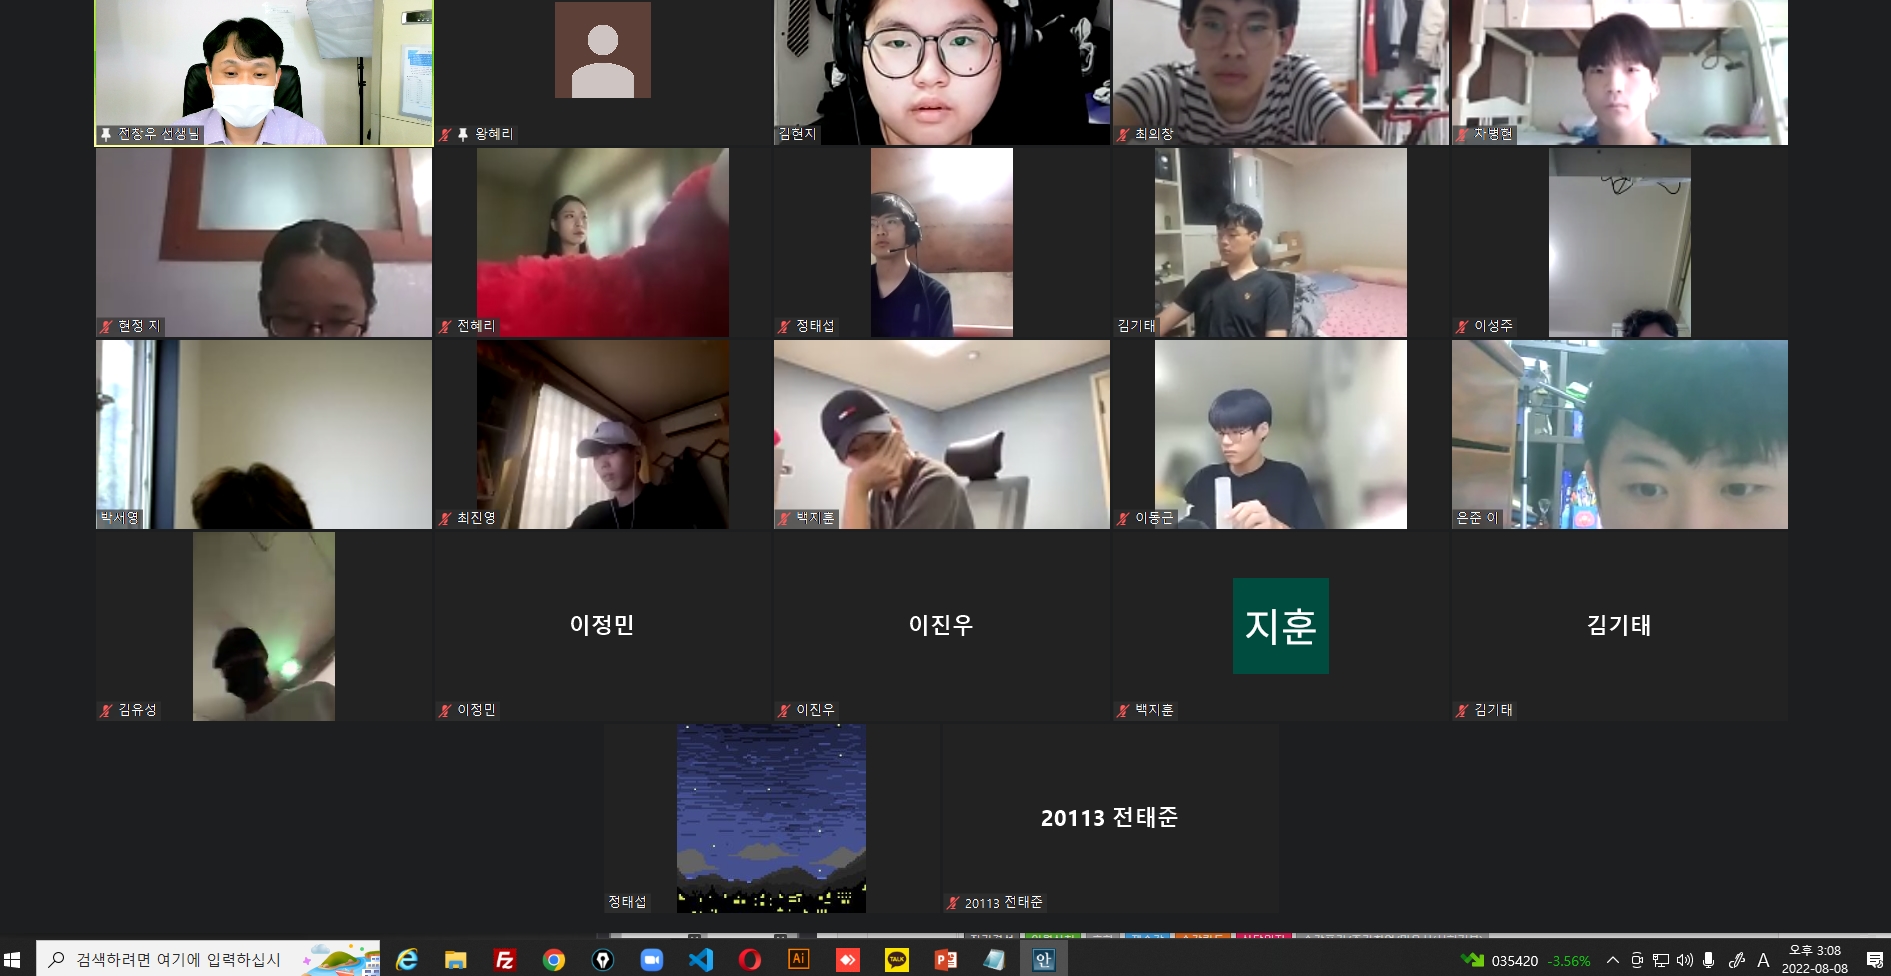 전창우 선생님
왕혜리
김현지
최의창
차병현
현정 지
전혜리
정태섭
김기태
이성주
박서영
최진영
백지훈
이동근
은준 이
김유성
이정민
이정민
이진우
이진우
지훈
백지훈
김기태
김기태
정태섭
20113 전태준
20113 전태준
검색하려면 여기에 입력하십시
Fz
Ai
TALK
안
035420 -3.56%
A
오후 3:08
2022-08-08